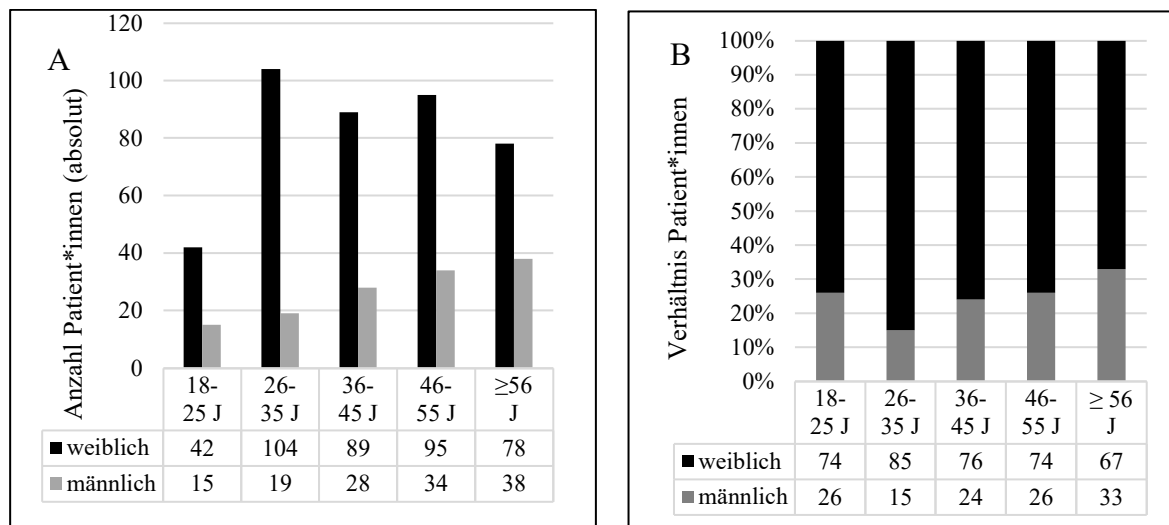 A
Anzahl Patient*innen (absolut)
120
100
80
60
40
20
0
18-
25 J
26-
35 J
36-
45 J
46-
55 J
≥56
J
weiblich 42 104 89 95 78
männlich 15 19 28 34 38
B
Verhältnis Patient*innen
100%
90%
80%
70%
60%
50%
40%
30%
20%
10%
0%
18-
25 J
26-
35 J
36-
45 J
46-
55 J
≥ 56
J
weiblich 74 85 76 74 67
männlich 26 15 24 26 33